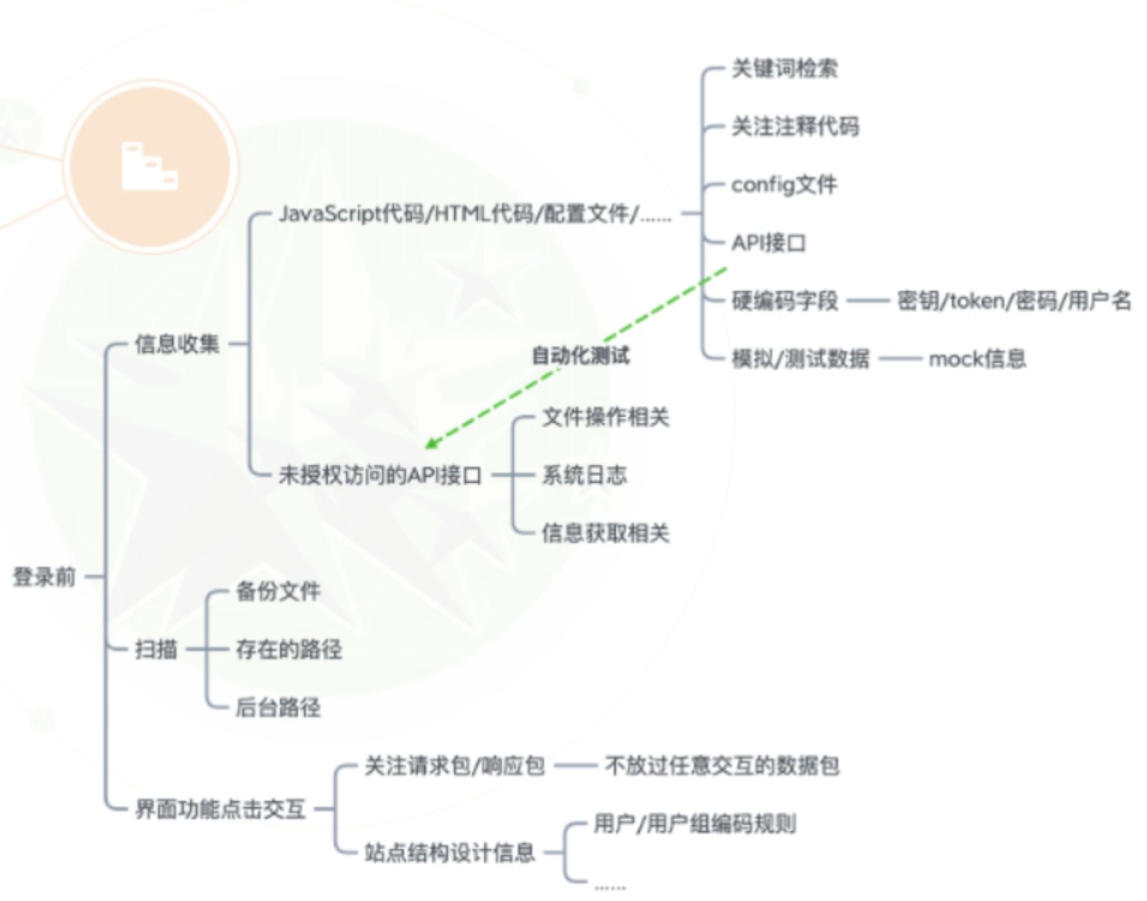 关键词检索
关注注释代码
config文件
JavaScript代码/HTML代码/配置文件/......
API接口
硬编码字段
密钥/token/密码/用户名
信息收集
自动化测试
模拟/测试数据
mock信息
文件操作相关
未授权访问的API接口
系统日志
信息获取相关
登录前
备份文件
扫描
存在的路径
后台路径
关注请求包/响应包
不放过任意交互的数据包
界面功能点击交互
用户/用户组编码规则
站点结构设计信息
......